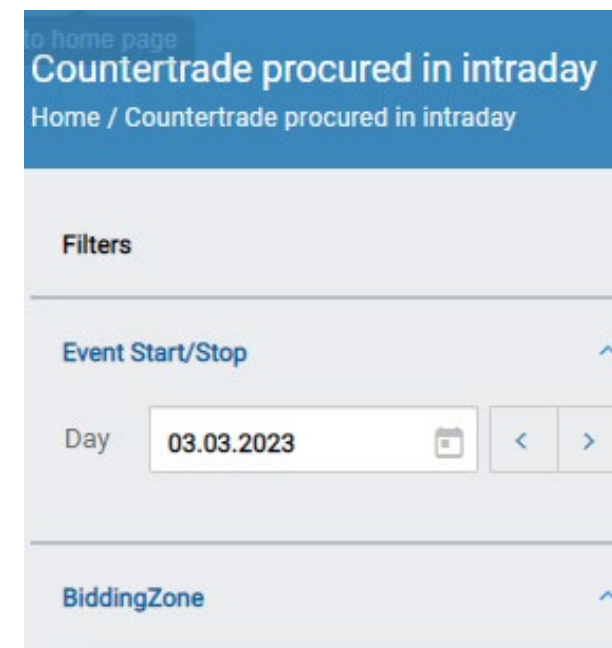 to home page
Countertrade procured in intraday
Home / Countertrade procured in intraday
Filters
Event Start/Stop
Day 03.03.2023 < >
BiddingZone